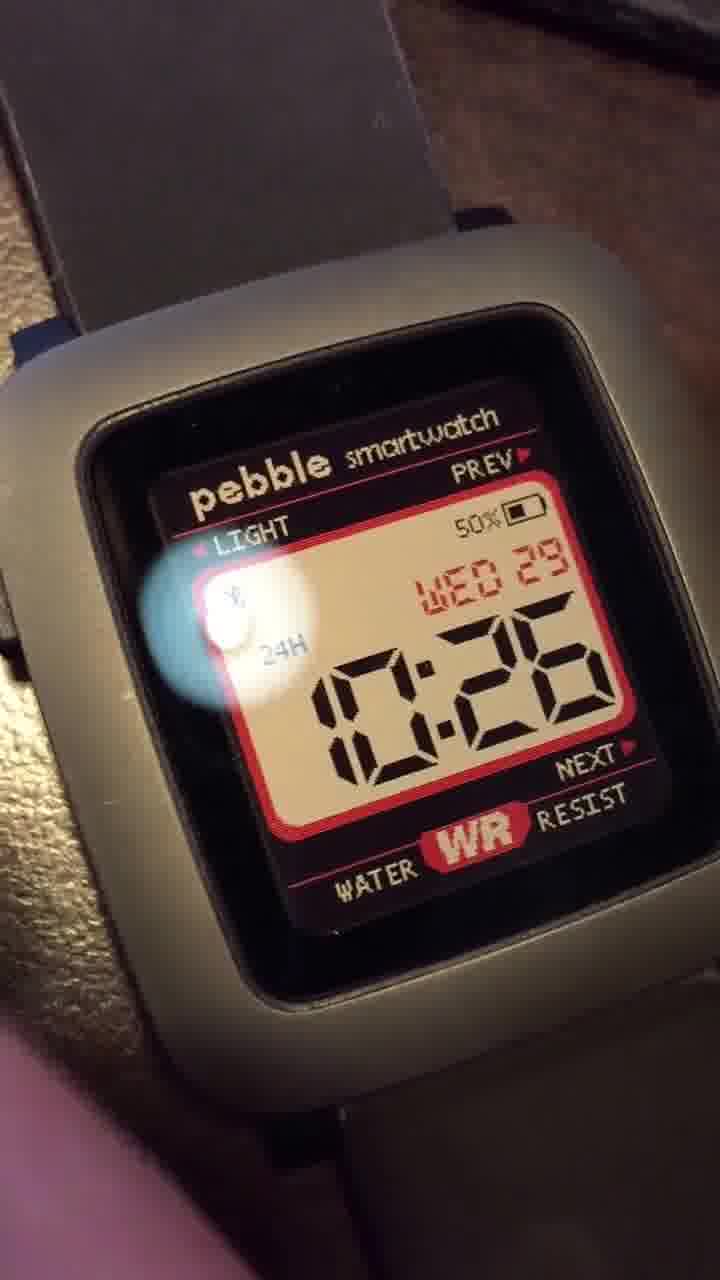 pebble smartwatch
PREV
LIGHT
50%
WED 29
24H
10:26
NEXT
WATER WR RESIST